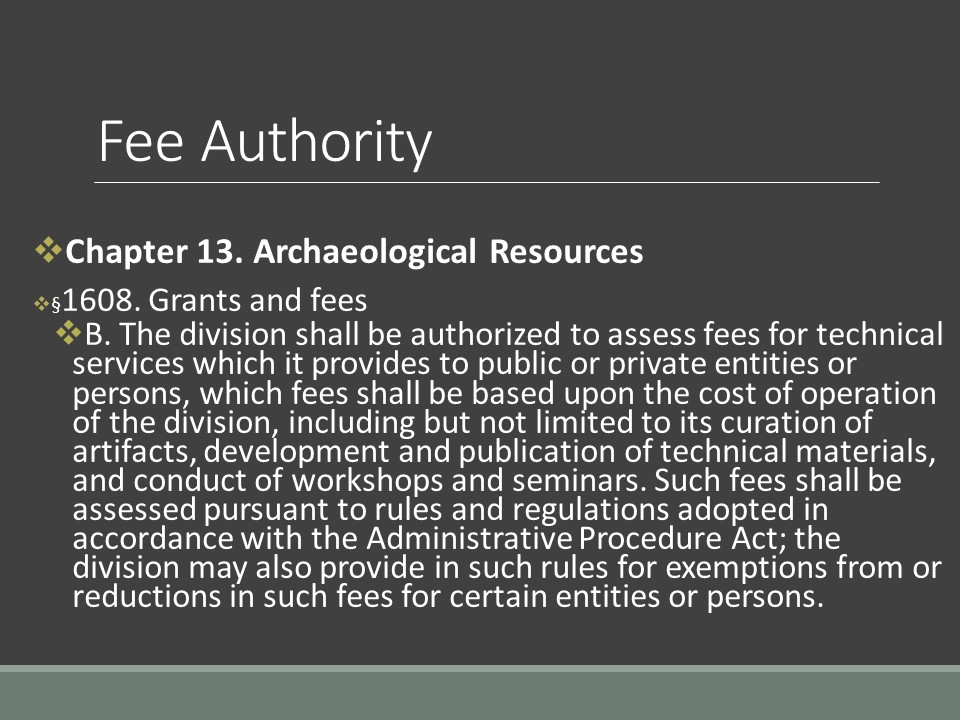 Fee Authority
❖Chapter 13. Archaeological Resources
❖§1608. Grants and fees
❖B. The division shall be authorized to assess fees for technical
services which it provides to public or private entities or
persons, which fees shall be based upon the cost of operation
of the division, including but not limited to its curation of
artifacts, development and publication of technical materials,
and conduct of workshops and seminars. Such fees shall be
assessed pursuant to rules and regulations adopted in
accordance with the Administrative Procedure Act; the
division may also provide in such rules for exemptions from or
reductions in such fees for certain entities or persons.